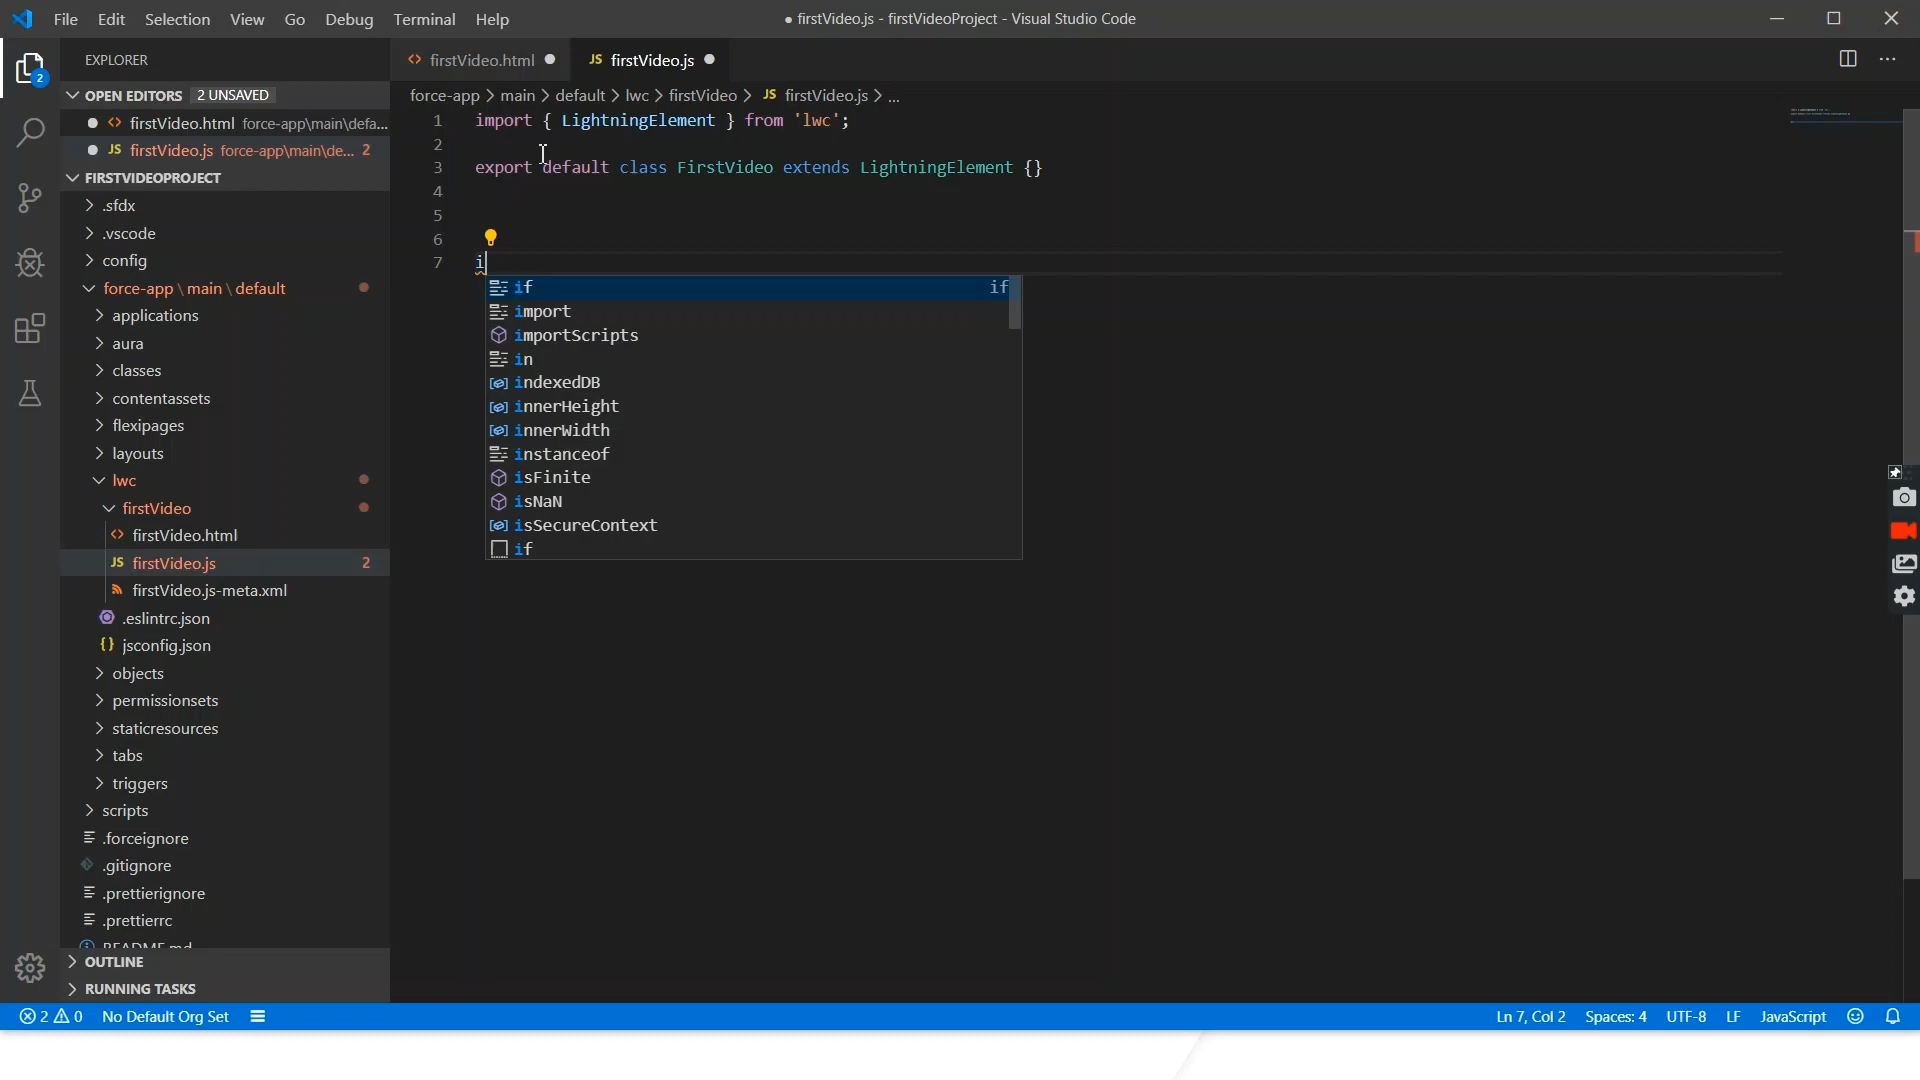 File Edit Selection View Go Debug Terminal Help
● firstVideo.js - firstVideoProject - Visual Studio Code
2
EXPLORER
OPEN EDITORS 2 UNSAVED
firstVideo.html force-app\main\defa...
firstVideo.js force-app\main\de... 2
FIRSTVIDEOPROJECT
.sfdx
.vscode
config
force-app \ main \ default
applications
aura
classes
contentassets
flexipages
layouts
lwc
firstVideo
firstVideo.html
JS firstVideo.js 2
firstVideo.js-meta.xml
.eslintrc.json
{} jsconfig.json
objects
permissionsets
staticresources
tabs
triggers
scripts
.forceignore
.gitignore
.prettierignore
.prettierrc
README.md
OUTLINE
RUNNING TASKS
firstVideo.html JS firstVideo.js
force-app > main > default > lwc > firstVideo > JS firstVideo.js > ...
1 import { LightningElement } from 'lwc';
2
3 export default class FirstVideo extends LightningElement {}
4
5
6
7 i
if if
import
importScripts
in
indexedDB
innerHeight
innerWidth
instanceof
isFinite
isNaN
isSecureContext
if
2 0 No Default Org Set
Ln 7, Col 2 Spaces: 4 UTF-8 LF JavaScript